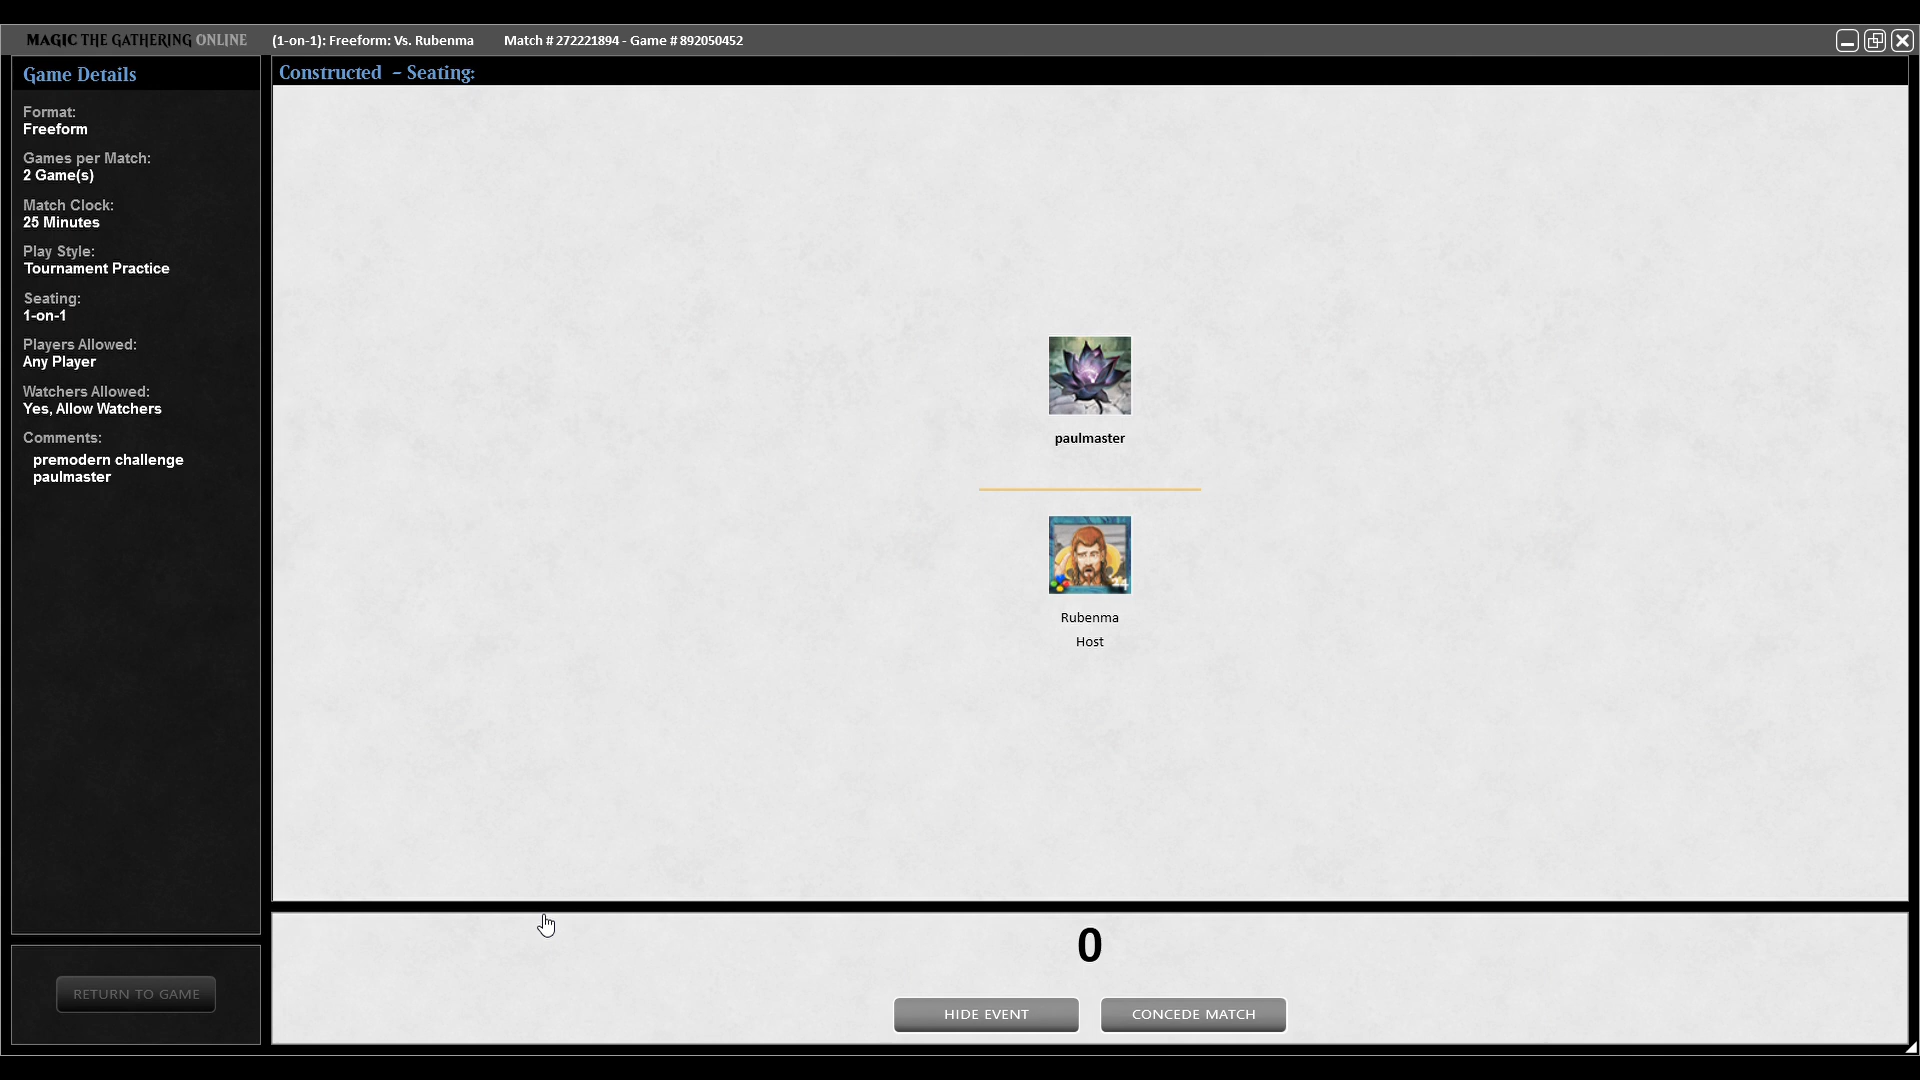 MAGIC THE GATHERING ONLINE
(1-on-1): Freeform: Vs. Rubenma
Match # 272221894 - Game # 892050452
Game Details
Format:
Freeform
Games per Match:
2 Game(s)
Match Clock:
25 Minutes
Play Style:
Tournament Practice
Seating:
1-on-1
Players Allowed:
Any Player
Watchers Allowed:
Yes, Allow Watchers
Comments:
premodern challenge
paulmaster
RETURN TO GAME
Constructed – Seating:
paulmaster
Rubenma
Host
0
HIDE EVENT
CONCEDE MATCH